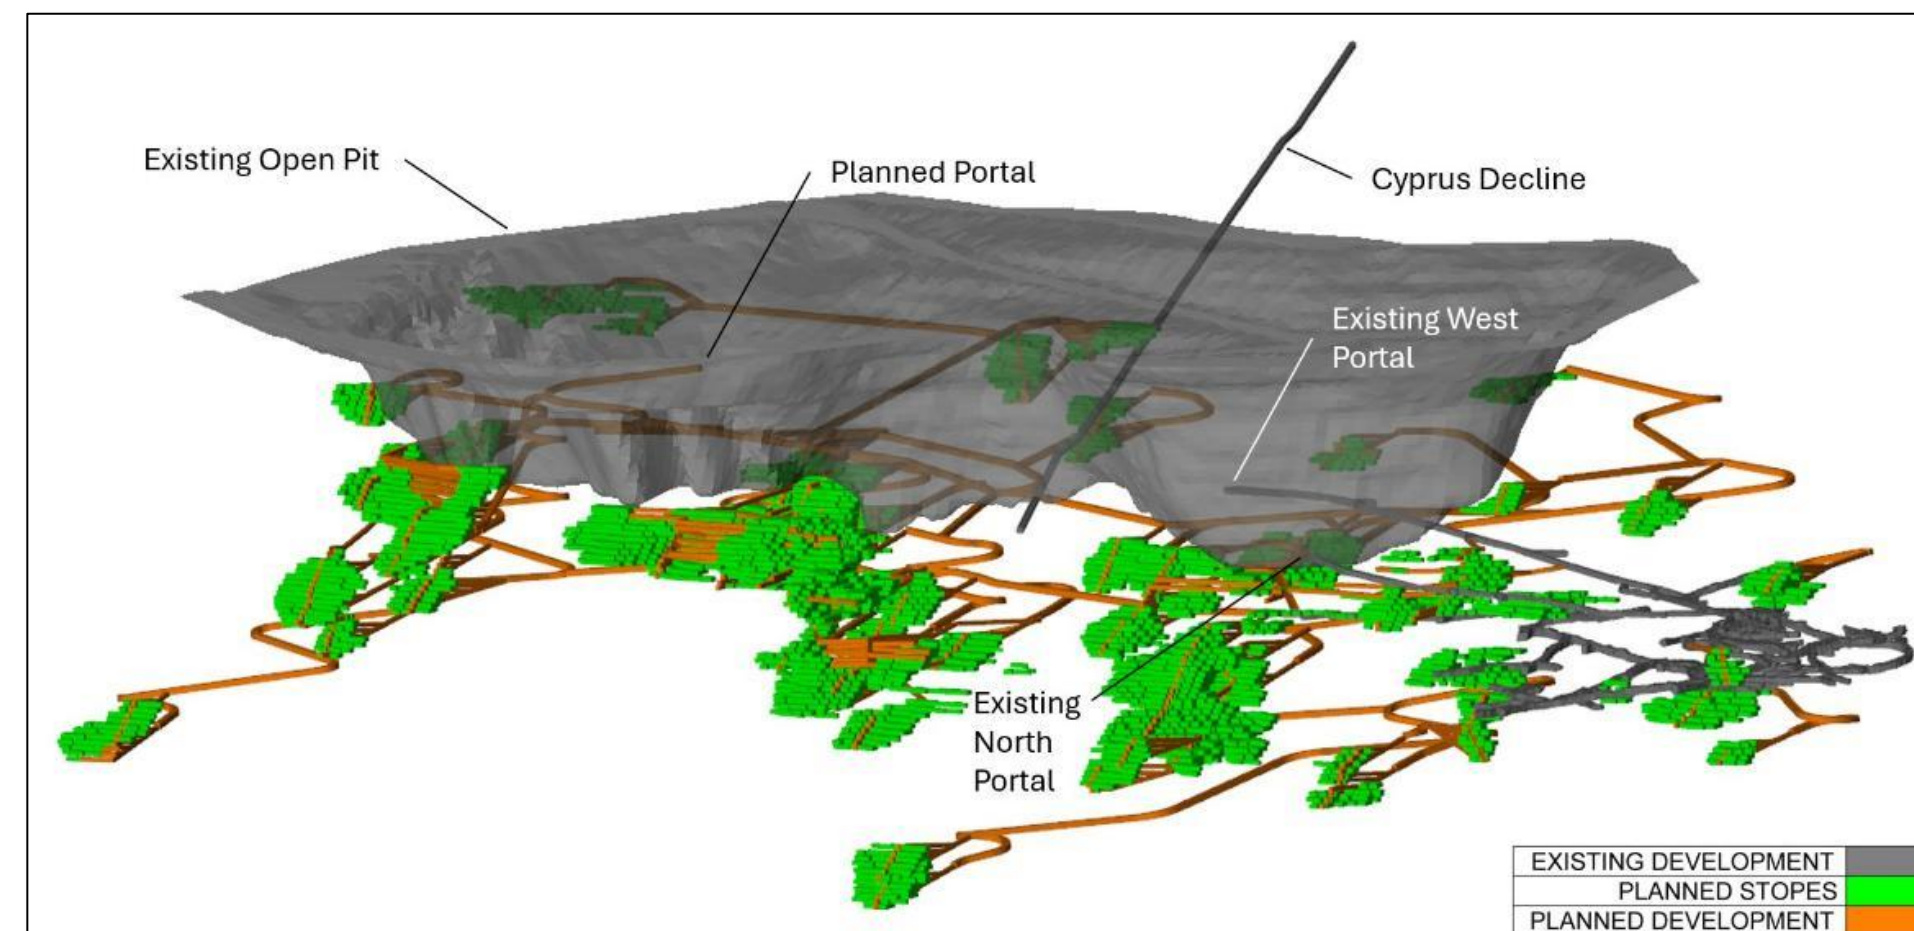 Existing Open Pit
Planned Portal
Cyprus Decline
Existing West
Portal
Existing
North
Portal
EXISTING DEVELOPMENT
PLANNED STOPES
PLANNED DEVELOPMENT